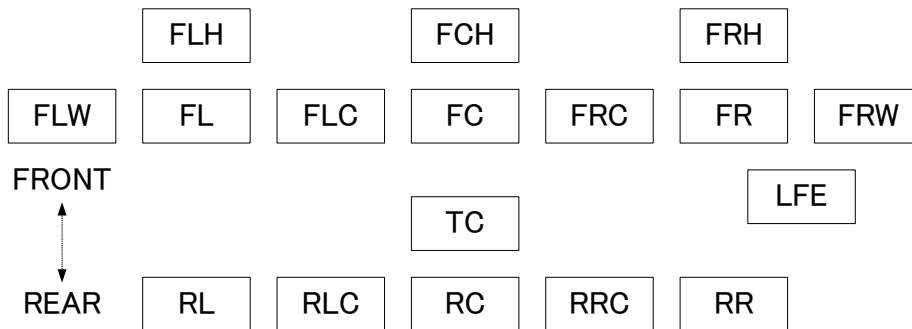 FLH FCH FRH
FLW FL FLC FC FRC FR FRW
FRONT
LFE
TC
REAR RL RLC RC RRC RR